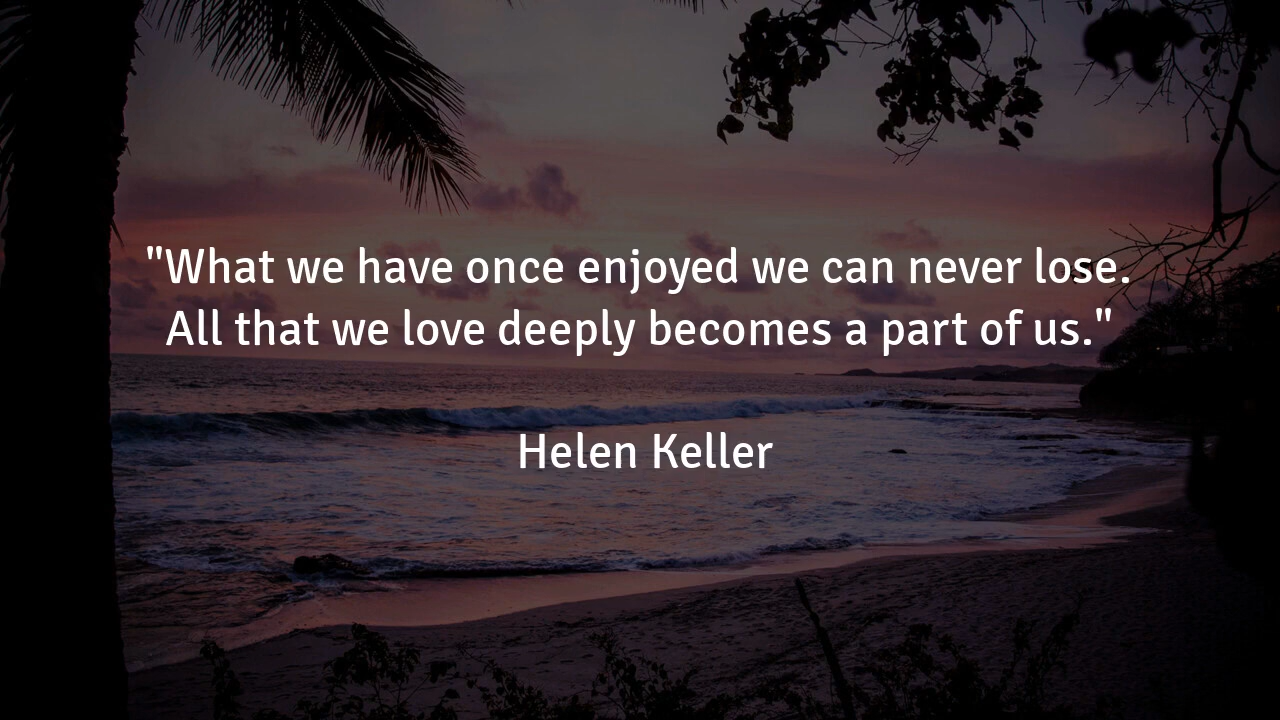 "What we have once enjoyed we can never lose.
All that we love deeply becomes a part of us."
Helen Keller